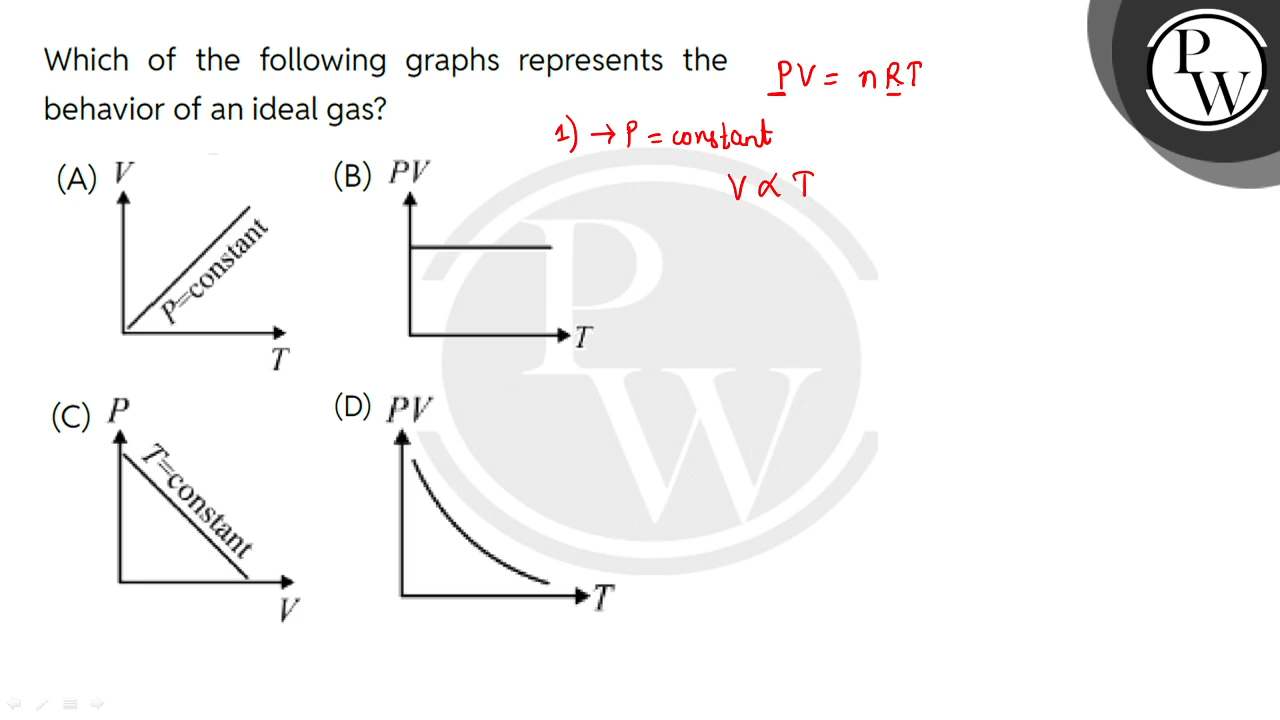 Which of the following graphs represents the
behavior of an ideal gas?
PV = nRT
1) → P = constant
V ∝ T
(A) V
P=constant
T
(B) PV
T
(C) P
T=constant
V
(D) PV
T
P
W
P
W